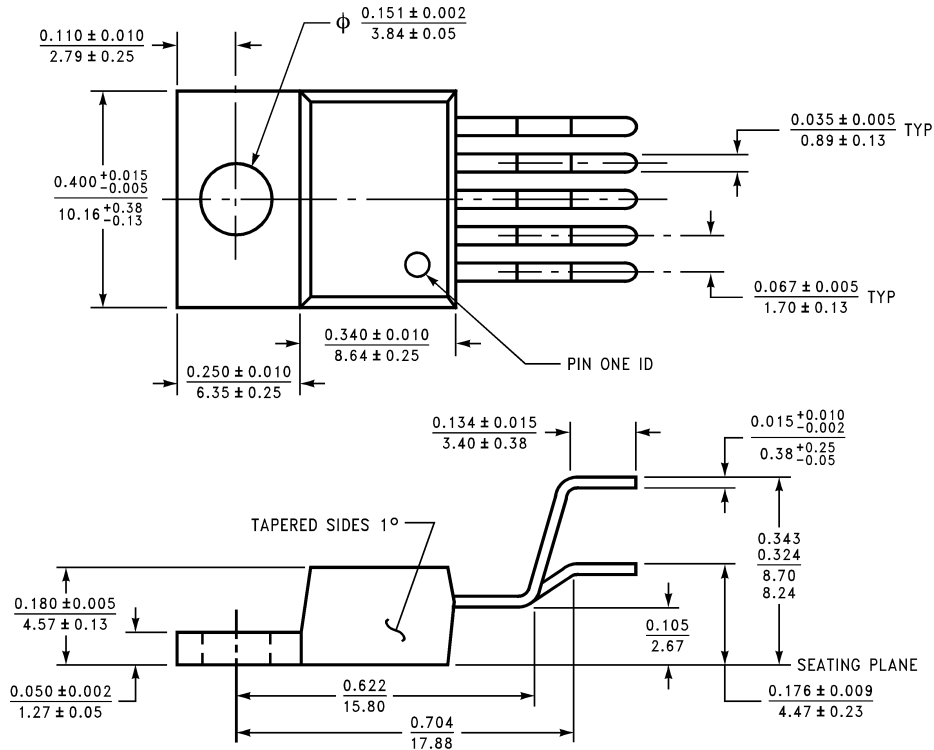 ϕ 0.151 ± 0.002
3.84 ± 0.05
0.110 ± 0.010
2.79 ± 0.25
0.035 ± 0.005 TYP
0.89 ± 0.13
0.400 +0.015 -0.005
10.16 +0.38 -0.13
0.067 ± 0.005 TYP
1.70 ± 0.13
0.340 ± 0.010
8.64 ± 0.25
PIN ONE ID
0.250 ± 0.010
6.35 ± 0.25
0.134 ± 0.015
3.40 ± 0.38
0.015 +0.010 -0.002
0.38 +0.25 -0.05
TAPERED SIDES 1°
0.343
0.324
8.70
8.24
0.180 ± 0.005
4.57 ± 0.13
0.105
2.67
SEATING PLANE
0.050 ± 0.002
1.27 ± 0.05
0.622
15.80
0.176 ± 0.009
4.47 ± 0.23
0.704
17.88